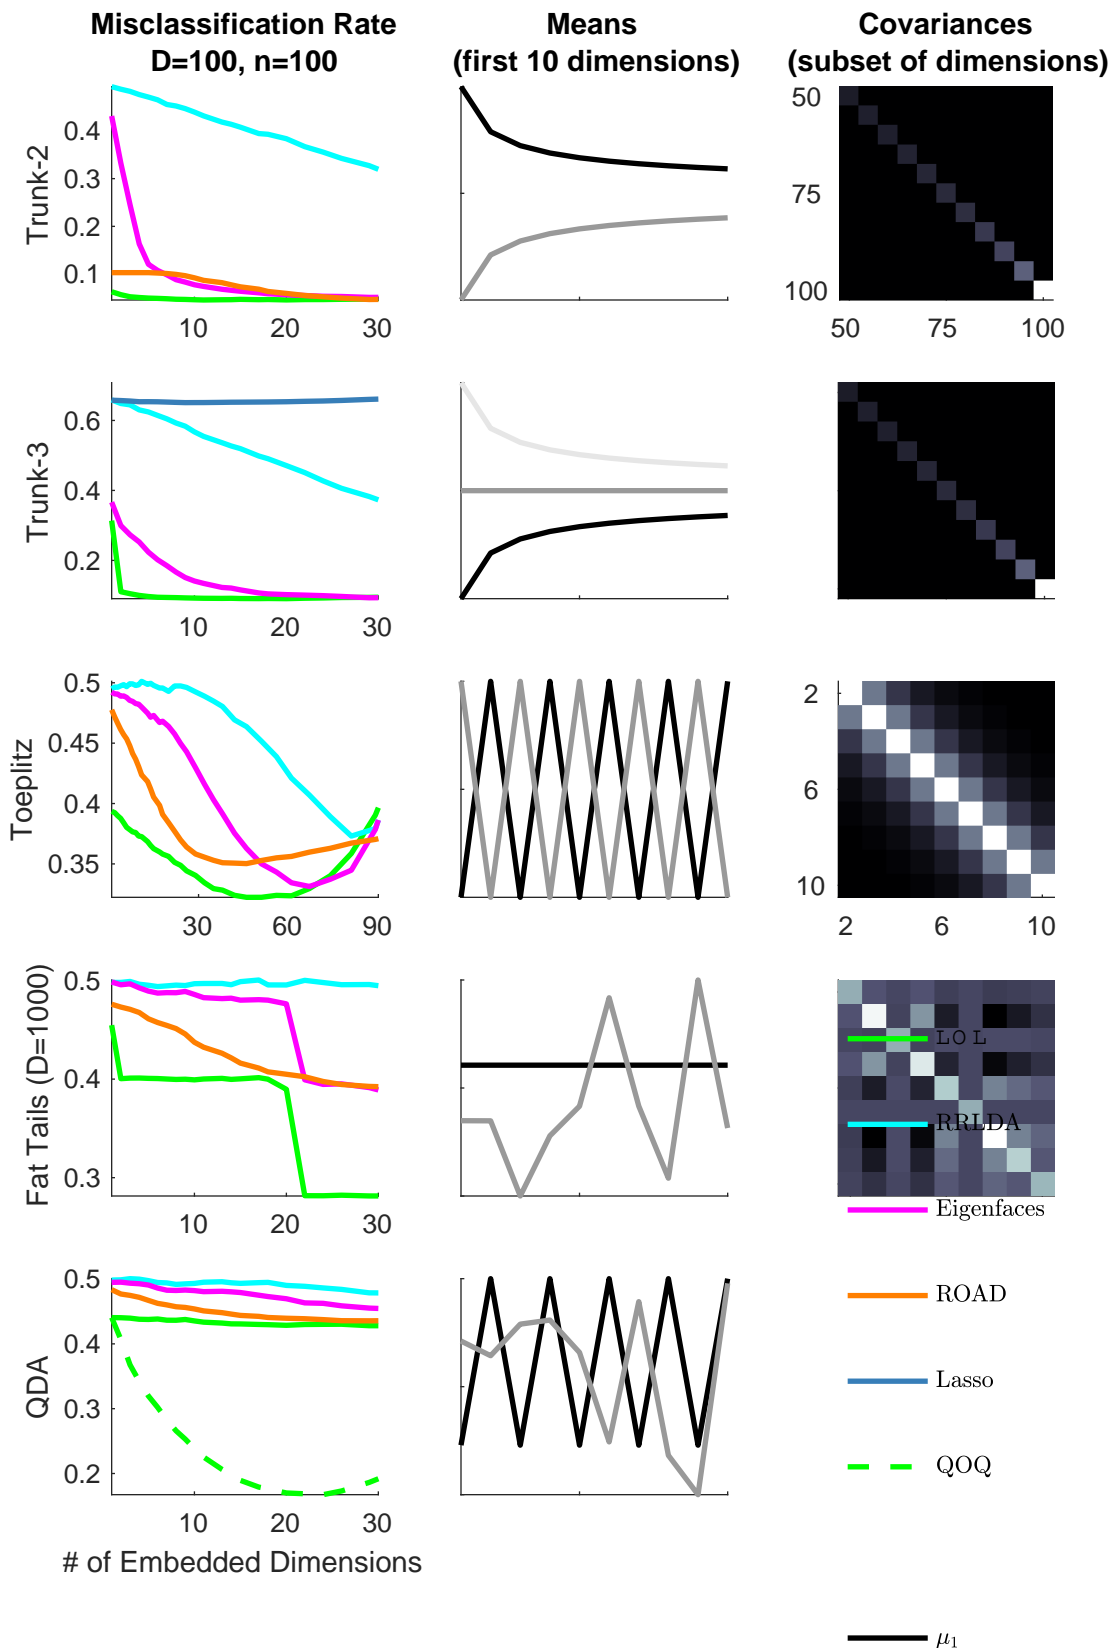 Misclassification Rate
D=100, n=100
Means
(first 10 dimensions)
Covariances
(subset of dimensions)
Trunk-2
0.4
0.3
0.2
0.1
10 20 30
50
75
100
50 75 100
Trunk-3
0.6
0.4
0.2
10 20 30
Toeplitz
0.5
0.45
0.4
0.35
30 60 90
2
6
10
2 6 10
Fat Tails (D=1000)
0.5
0.4
0.3
10 20 30
LOL
RRLDA
Eigenfaces
ROAD
Lasso
QOQ
QDA
0.5
0.4
0.3
0.2
10 20 30
# of Embedded Dimensions
μ₁